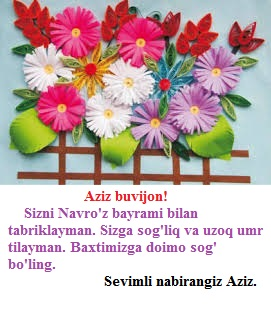 Aziz buvijon!
Sizni Navro'z bayrami bilan
tabriklayman. Sizga sog'liq va uzoq umr
tilayman. Baxtimizga doimo sog'
bo'ling.
Sevimli nabirangiz Aziz.